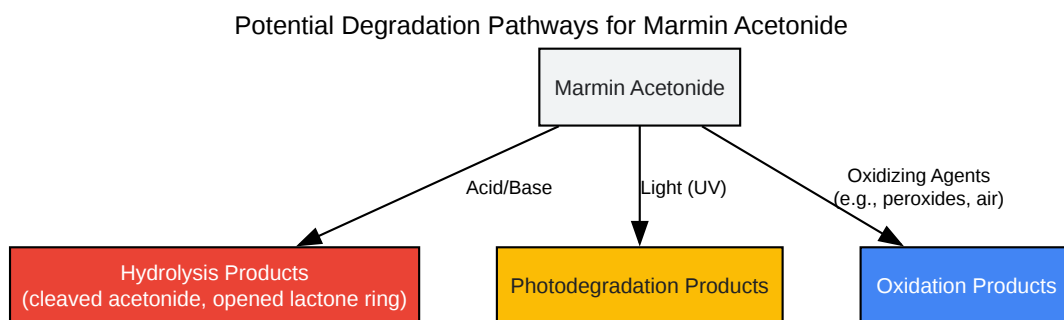 Potential Degradation Pathways for Marmin Acetonide
Marmin Acetonide
Acid/Base
Light (UV)
Oxidizing Agents
(e.g., peroxides, air)
Hydrolysis Products
(cleaved acetonide, opened lactone ring)
Photodegradation Products
Oxidation Products